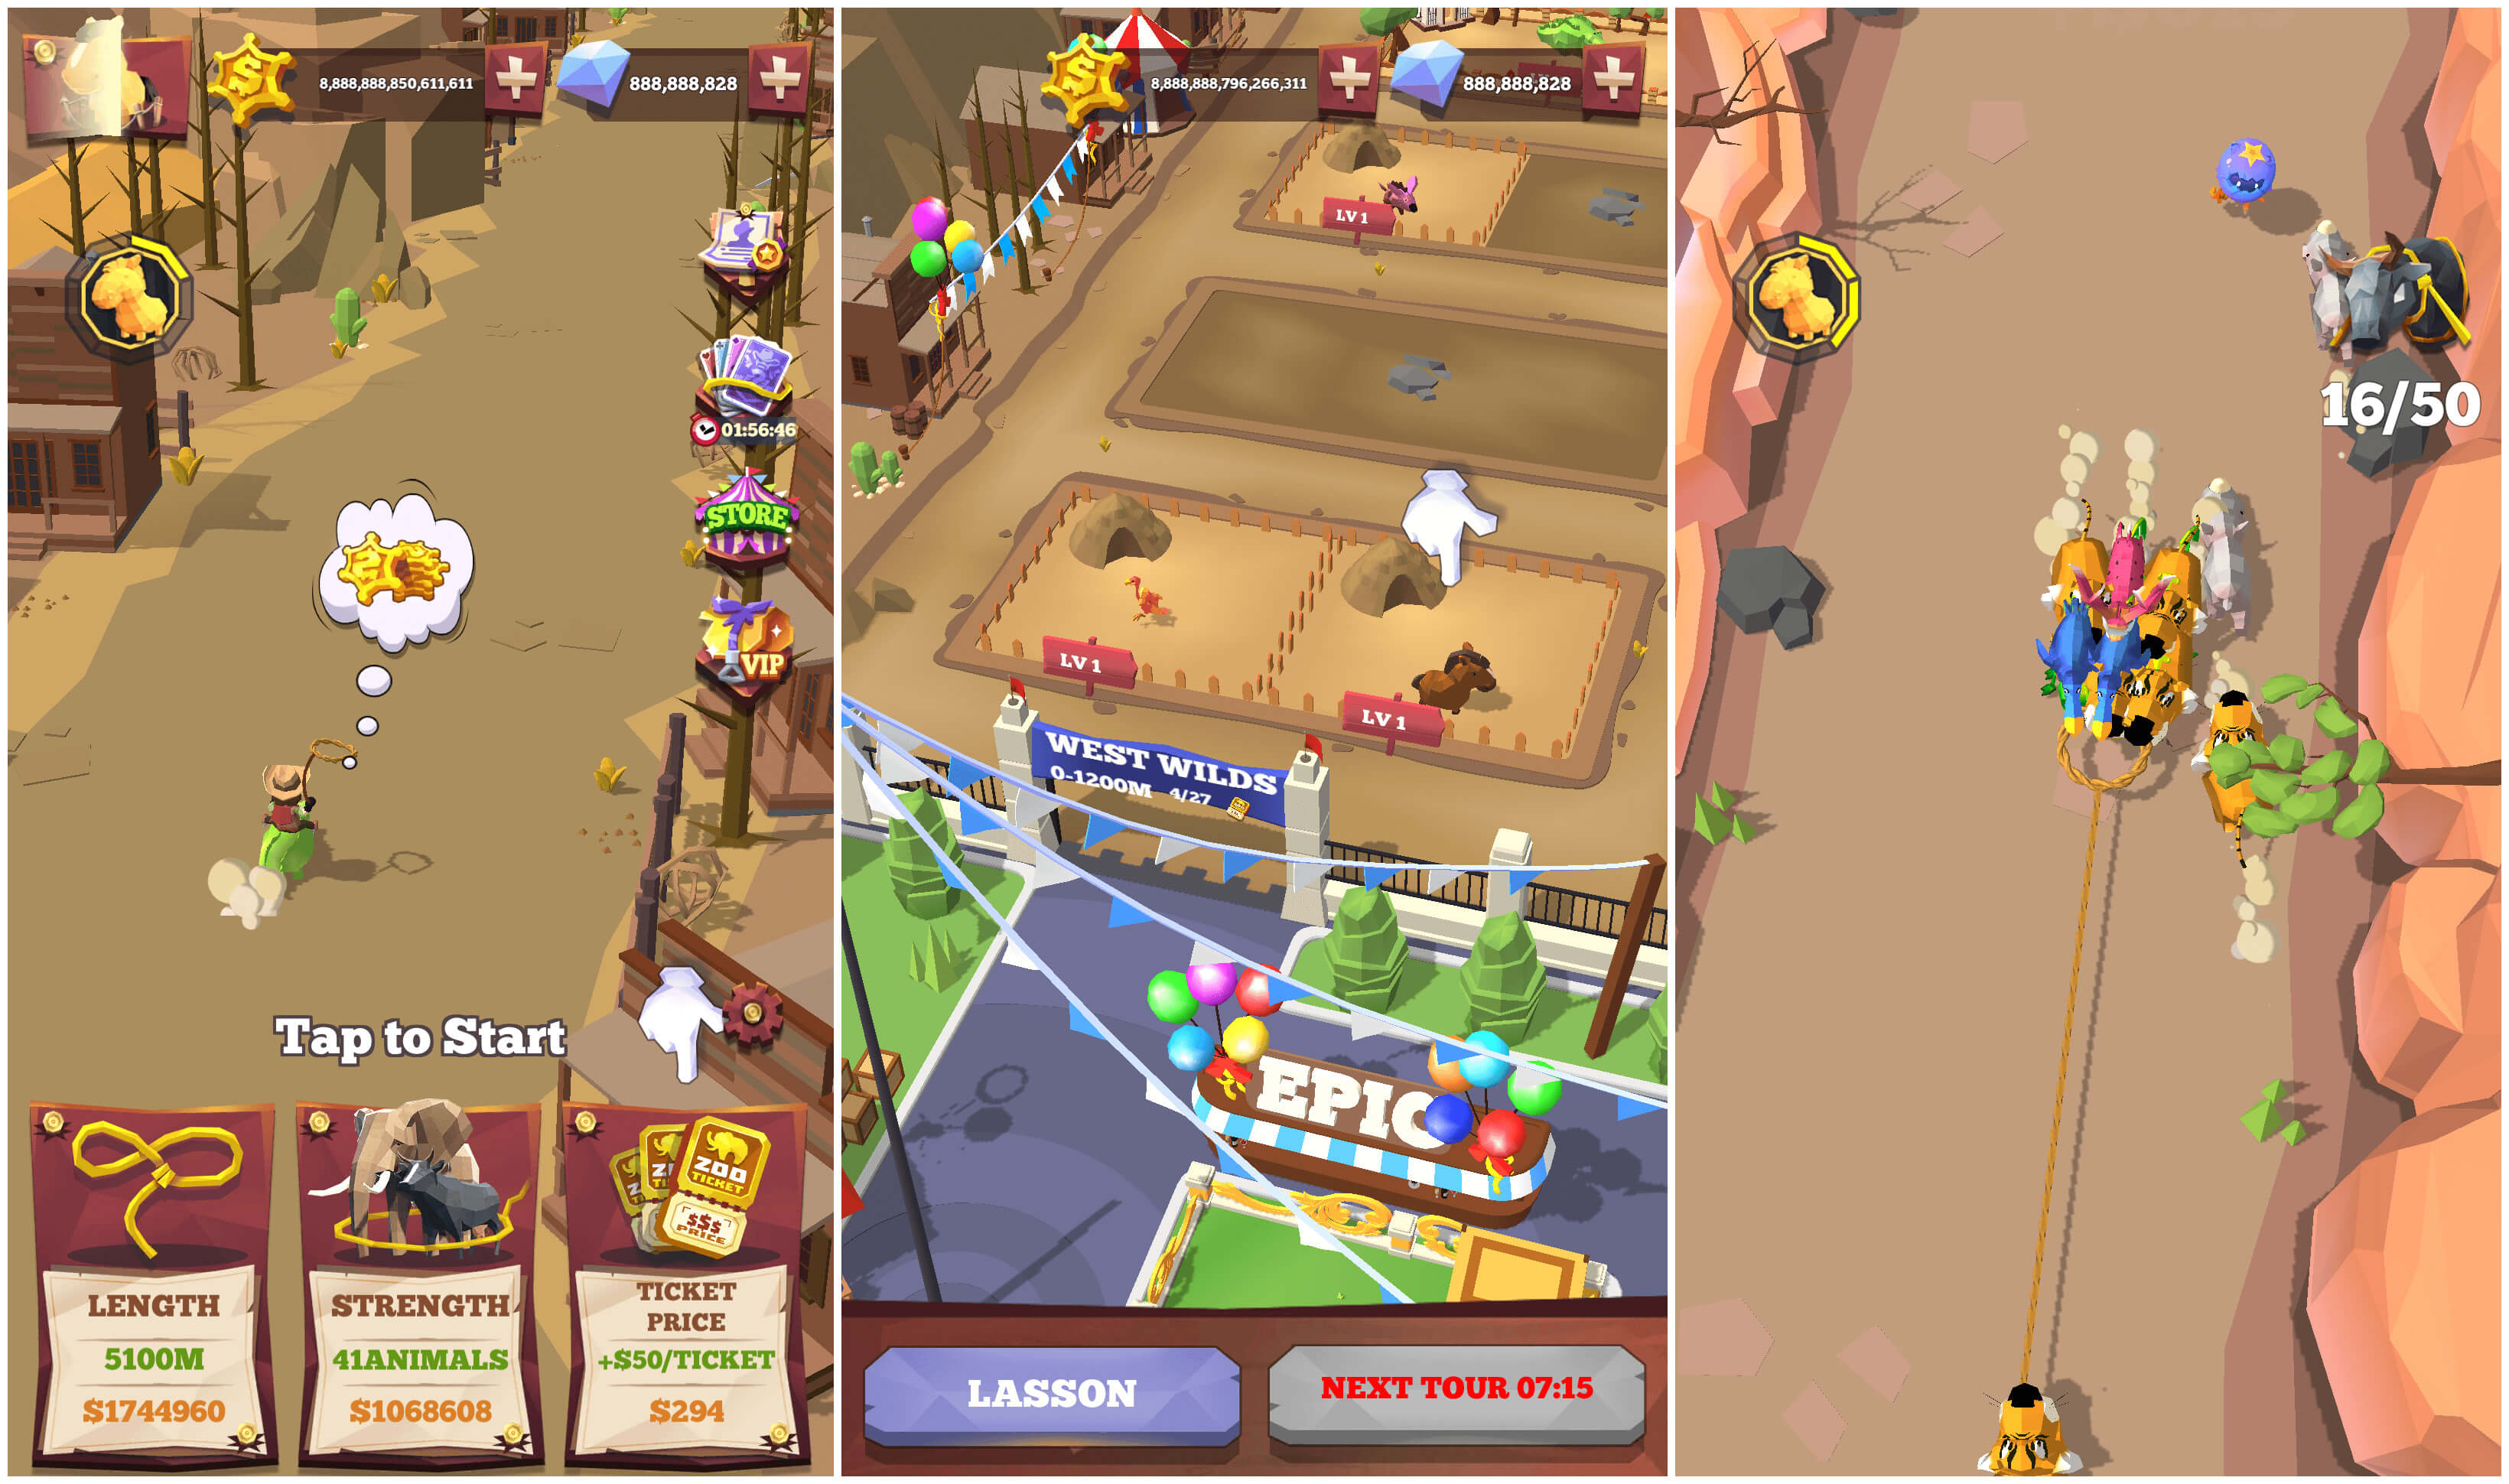 8,888,888,850,611,611
888,888,828
01:56:46
STORE
VIP
Tap to Start
ZOO
TICKET
$$$
PRICE
LENGTH
5100M
$1744960
STRENGTH
41ANIMALS
$1068608
TICKET
PRICE
+$50/TICKET
$294
8,888,888,796,266,311
888,888,828
LV 1
LV 1
LV 1
WEST WILDS
0-1200M 4/27
EPIC
LASSON
NEXT TOUR 07:15
16/50